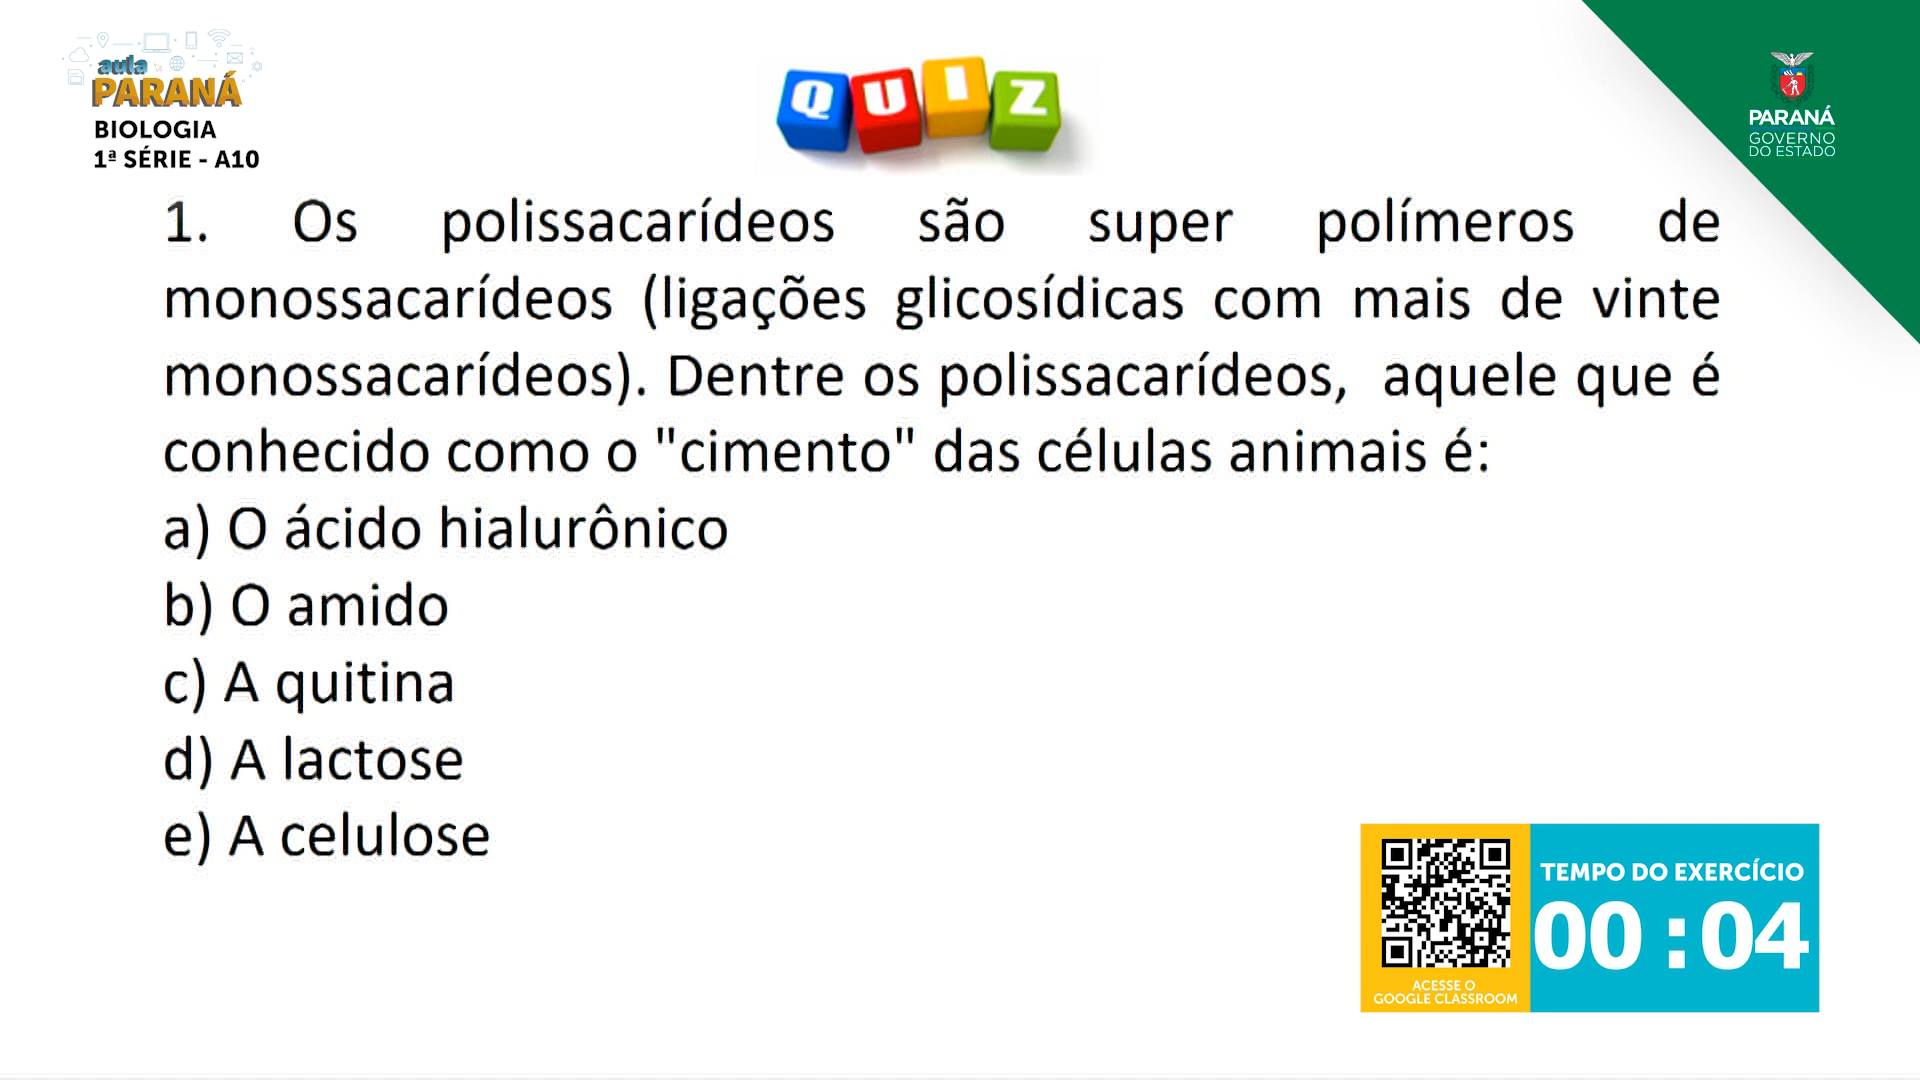 aula
PARANÁ
BIOLOGIA
1ª SÉRIE - A10
QUIZ
PARANÁ
GOVERNO
DO ESTADO
1. Os polissacarídeos são super polímeros de
monossacarídeos (ligações glicosídicas com mais de vinte
monossacarídeos). Dentre os polissacarídeos, aquele que é
conhecido como o "cimento" das células animais é:
a) O ácido hialurônico
b) O amido
c) A quitina
d) A lactose
e) A celulose
TEMPO DO EXERCÍCIO
00:04
ACESSE O
GOOGLE CLASSROOM